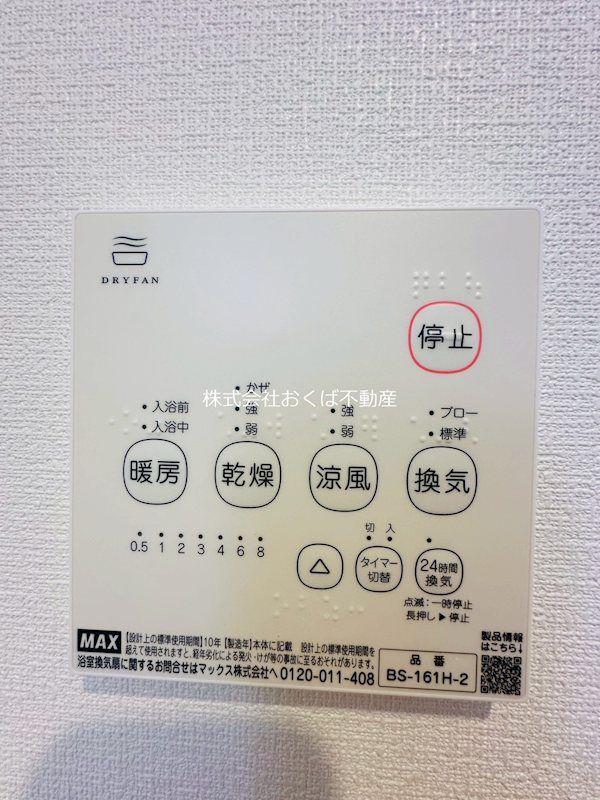 DRYFAN
停止
株式会社おくば不動産
かぜ
入浴前 強 強 ブロー
入浴中 弱 弱 標準
暖房 乾燥 涼風 換気
0.5 1 2 3 4 6 8
切 入
△ タイマー切替 24時間換気
点滅:一時停止
長押し▶停止
製品情報はこちら↓
MAX 【設計上の標準使用期間】10年【製造年】本体に記載 設計上の標準使用期間を
超えて使用されますと、経年劣化による発火・けが等の事故に至るおそれがあります。
浴室換気扇に関するお問合せはマックス株式会社へ 0120-011-408
品番
BS-161H-2